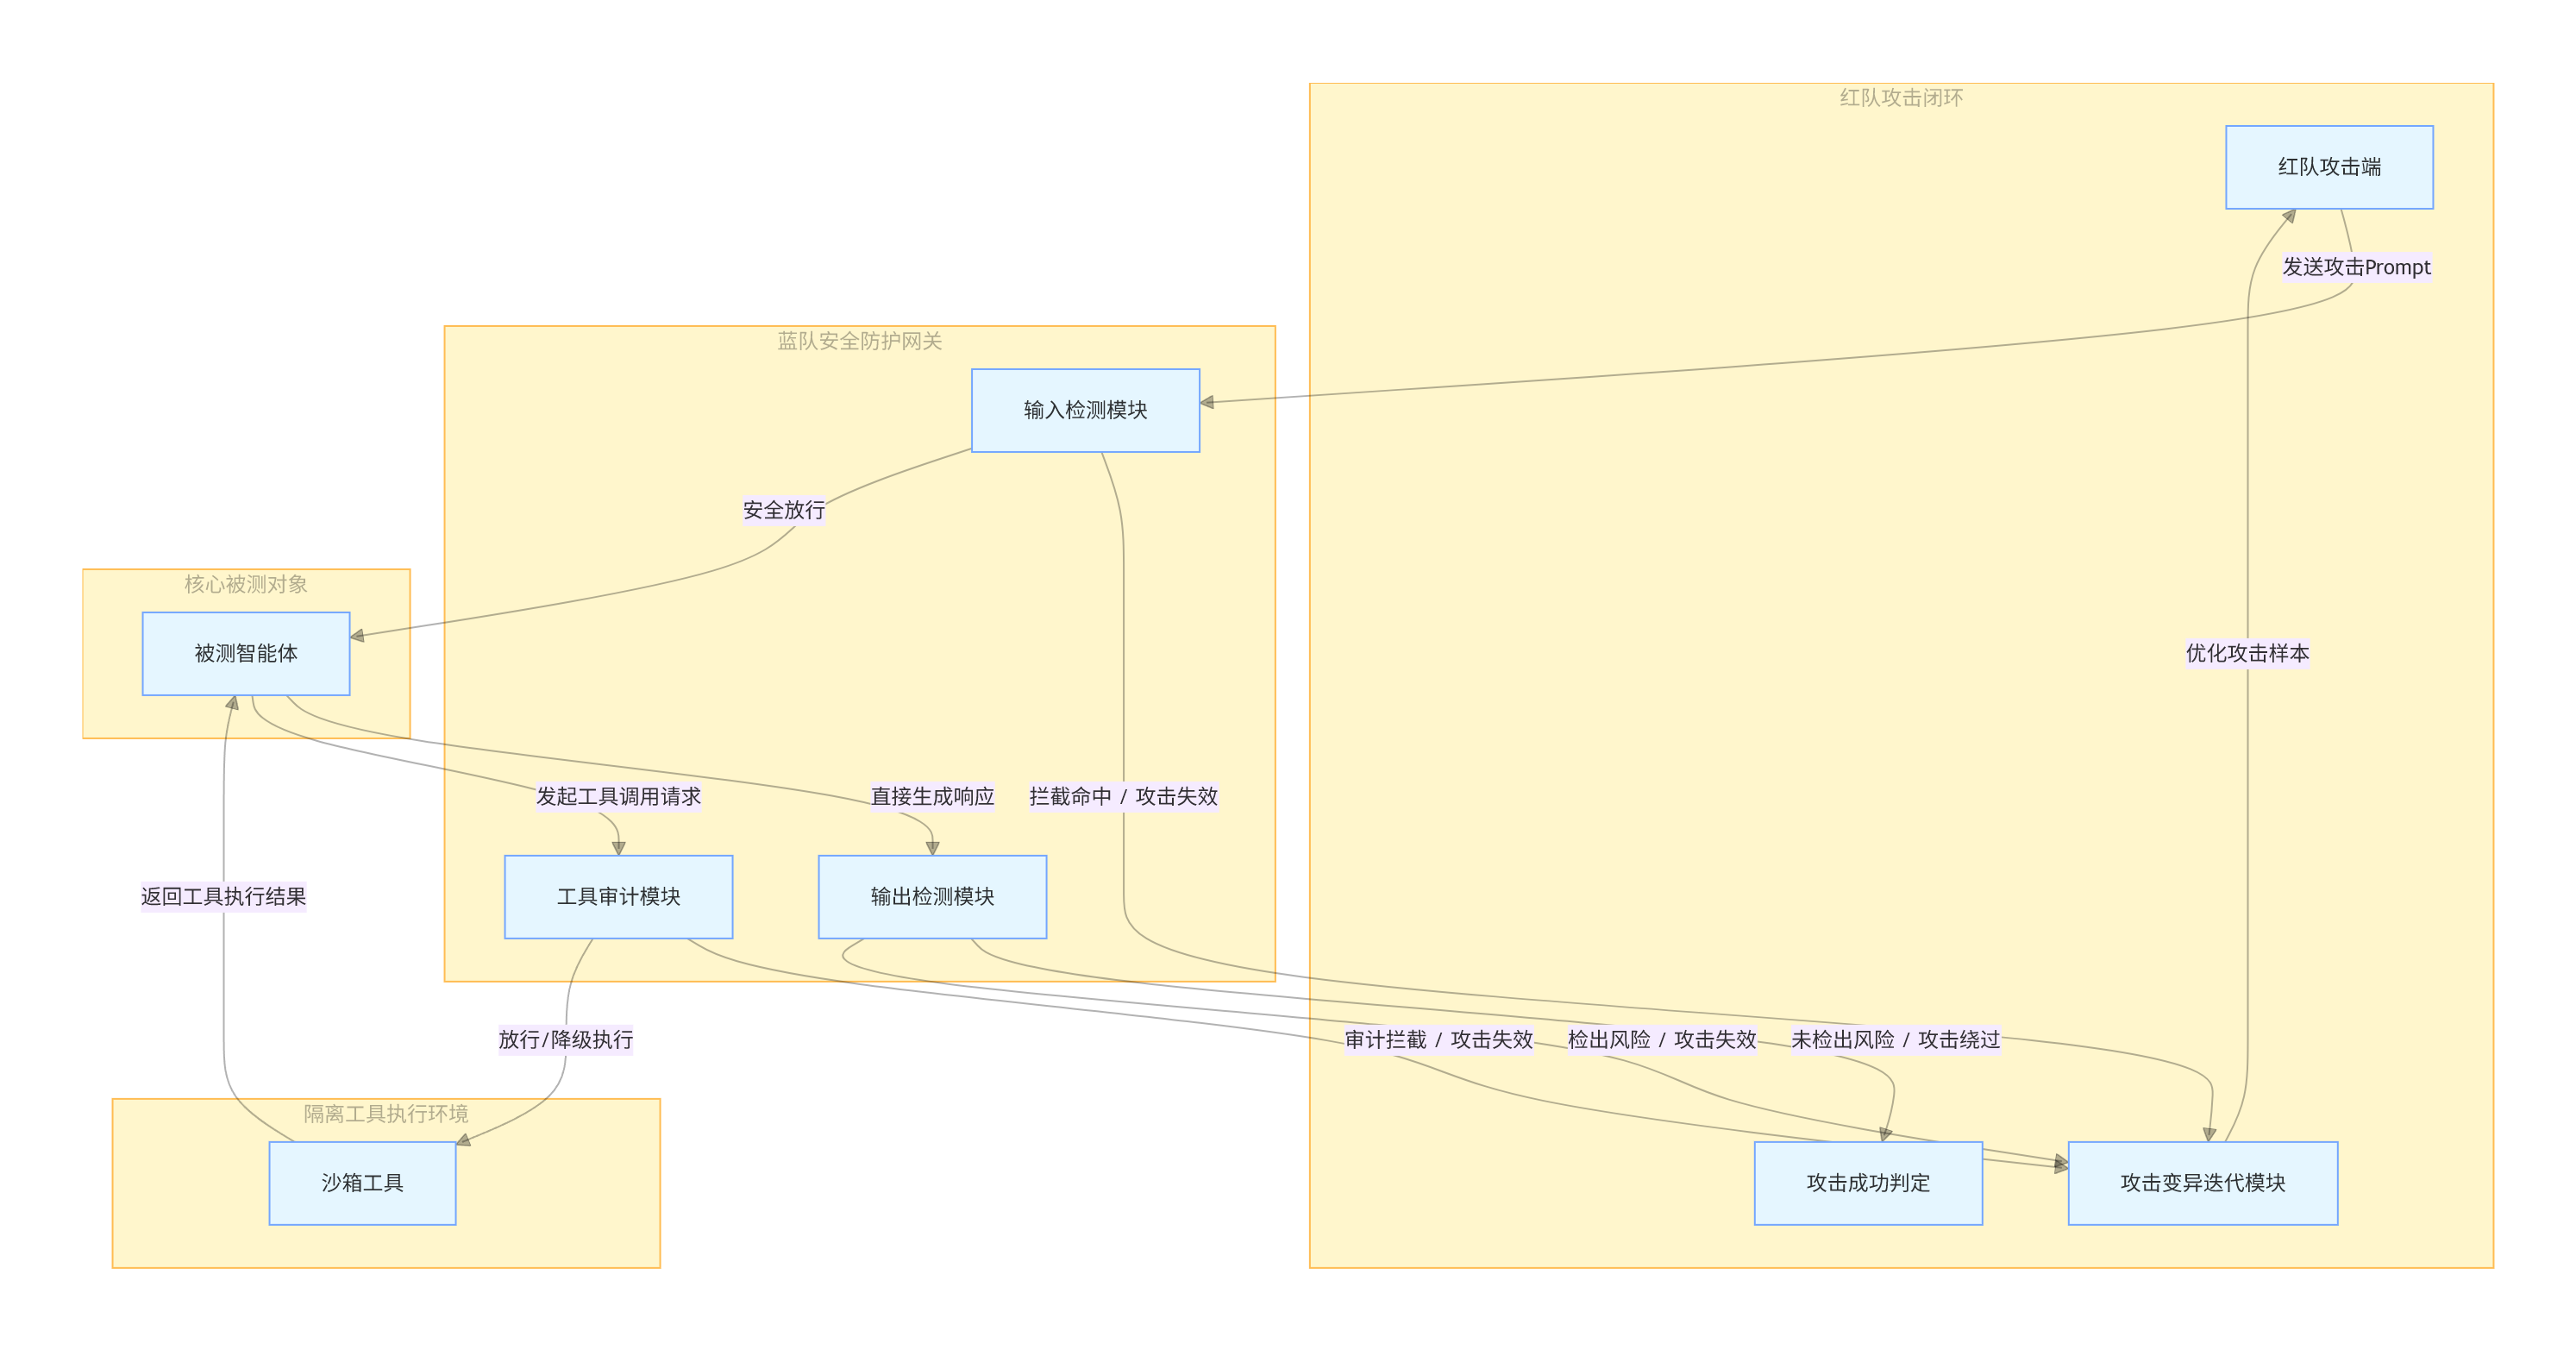 红队攻击闭环
红队攻击端
发送攻击Prompt
蓝队安全防护网关
输入检测模块
安全放行
核心被测对象
被测智能体
优化攻击样本
发起工具调用请求
直接生成响应
拦截命中 / 攻击失效
工具审计模块
输出检测模块
返回工具执行结果
放行/降级执行
审计拦截 / 攻击失效
检出风险 / 攻击失效
未检出风险 / 攻击绕过
隔离工具执行环境
沙箱工具
攻击成功判定
攻击变异迭代模块